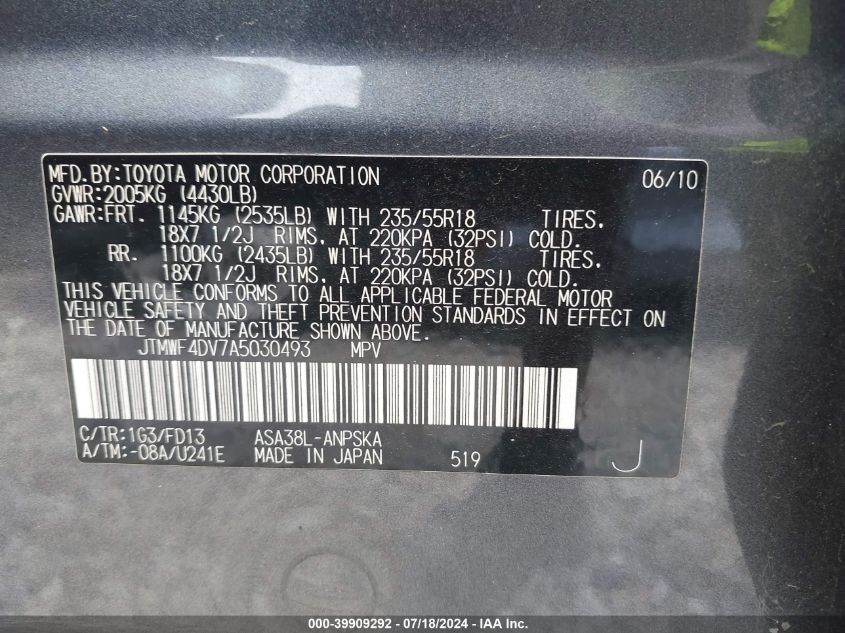 MFD.BY:TOYOTA MOTOR CORPORATION 06/10
GVWR:2005KG (4430LB)
GAWR:FRT. 1145KG (2535LB) WITH 235/55R18 TIRES,
18X7 1/2J RIMS, AT 220KPA (32PSI) COLD.
RR. 1100KG (2435LB) WITH 235/55R18 TIRES,
18X7 1/2J RIMS, AT 220KPA (32PSI) COLD.
THIS VEHICLE CONFORMS TO ALL APPLICABLE FEDERAL MOTOR
VEHICLE SAFETY AND THEFT PREVENTION STANDARDS IN EFFECT ON
THE DATE OF MANUFACTURE SHOWN ABOVE.
JTMWF4DV7A5030493 MPV
C/TR:1G3/FD13 ASA38L-ANPSKA
A/TM:-08A/U241E MADE IN JAPAN 519 J
000-39909292 - 07/18/2024 - IAA Inc.